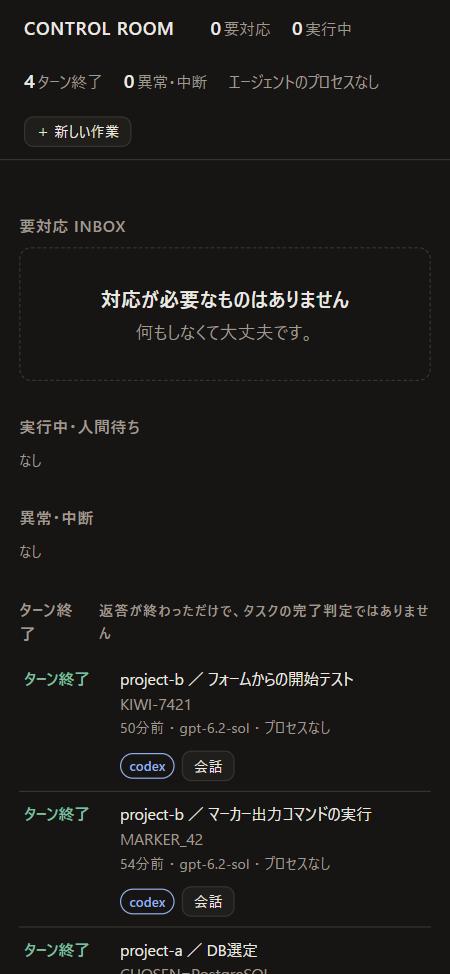 CONTROL ROOM 0 要対応 0 実行中
4 ターン終了 0 異常・中断 エージェントのプロセスなし
＋ 新しい作業
要対応 INBOX
対応が必要なものはありません
何もしなくて大丈夫です。
実行中・人間待ち
なし
異常・中断
なし
ターン終了
返答が終わっただけで、タスクの完了判定ではありません
ターン終了 project-b ／ フォームからの開始テスト
KIWI-7421
50分前・gpt-6.2-sol・プロセスなし
codex 会話
ターン終了 project-b ／ マーカー出力コマンドの実行
MARKER_42
54分前・gpt-6.2-sol・プロセスなし
codex 会話
ターン終了 project-a ／ DB選定
CHOSEN=PostgreSQL